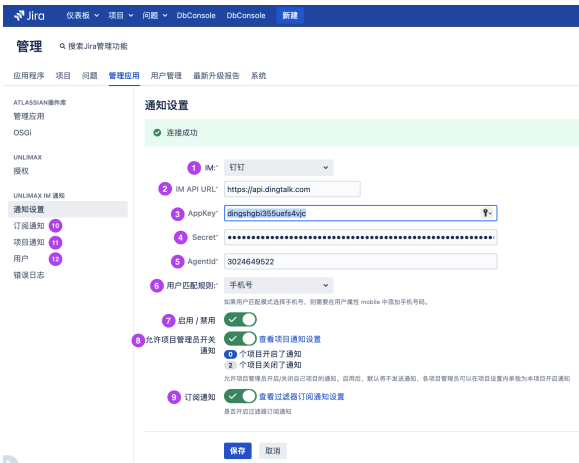 Jira 仪表板 项目 问题 DbConsole DbConsole 新建
管理 搜索Jira管理功能
应用程序 项目 问题 管理应用 用户管理 最新升级报告 系统
ATLASSIAN插件库
管理应用
OSGi
UNLIMAX
授权
UNLIMAX IM 通知
通知设置
订阅通知 10
项目通知 11
用户 12
错误日志
通知设置
连接成功
1 IM:* 钉钉
2 IM API URL* https://api.dingtalk.com
3 AppKey* dingshgbi355uefs4vjc
4 Secret*
5 AgentId* 3024649522
6 用户匹配规则:* 手机号
如果用户匹配模式选择手机号，则需要在用户属性 mobile 中添加手机号码。
7 启用 / 禁用
8 允许项目管理员开关通知 查看项目通知设置
0 个项目开启了通知
2 个项目关闭了通知
允许项目管理员开启/关闭自己项目的通知。启用后，默认将不发送通知，各项目管理员可以在项目设置内单独为本项目开启通知
9 订阅通知 查看过滤器订阅通知设置
是否开启过滤器订阅通知
保存 取消